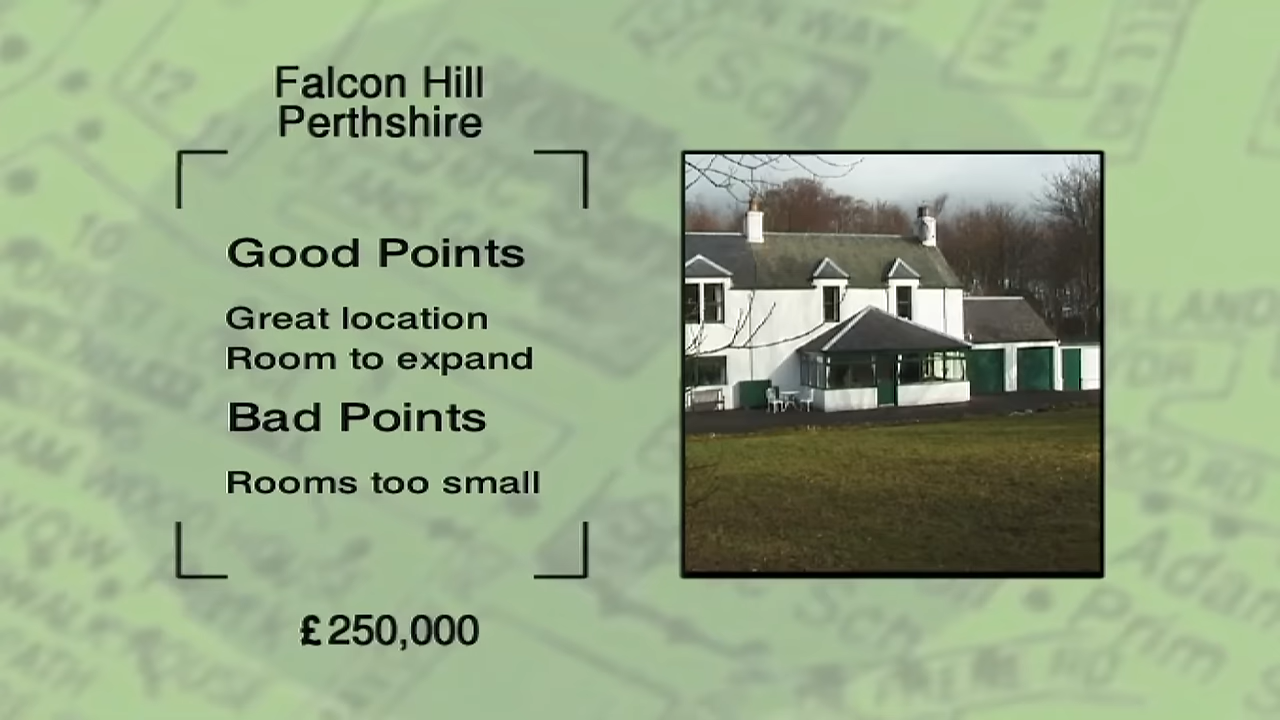 Falcon Hill
Perthshire
Good Points
Great location
Room to expand
Bad Points
Rooms too small
£250,000